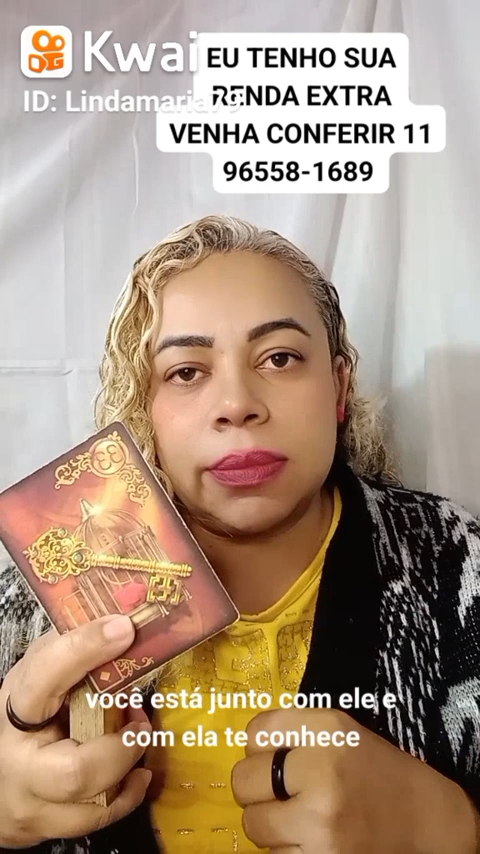 Kwai
EU TENHO SUA
ID: Lindamaria79
RENDA EXTRA
VENHA CONFERIR 11
96558-1689
você está junto com ele e
com ela te conhece